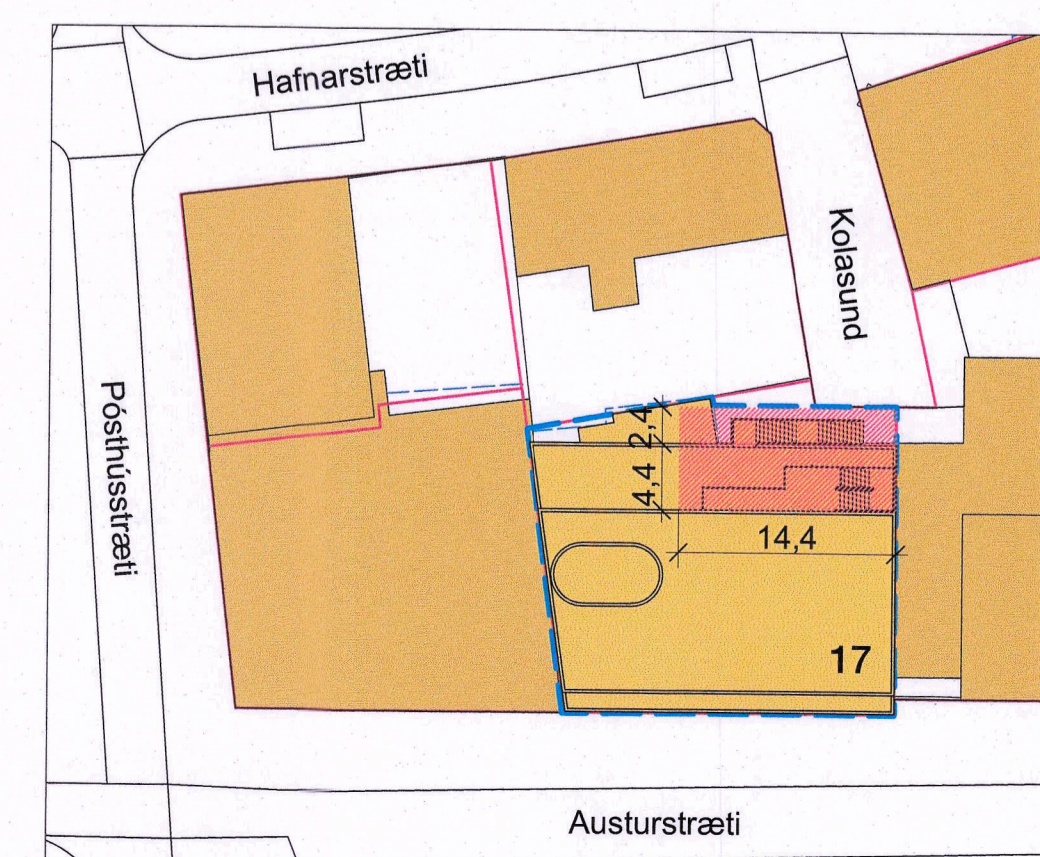 Hafnarstræti
Kolasund
Pósthússtræti
2,4
4,4
14,4
17
Austurstræti